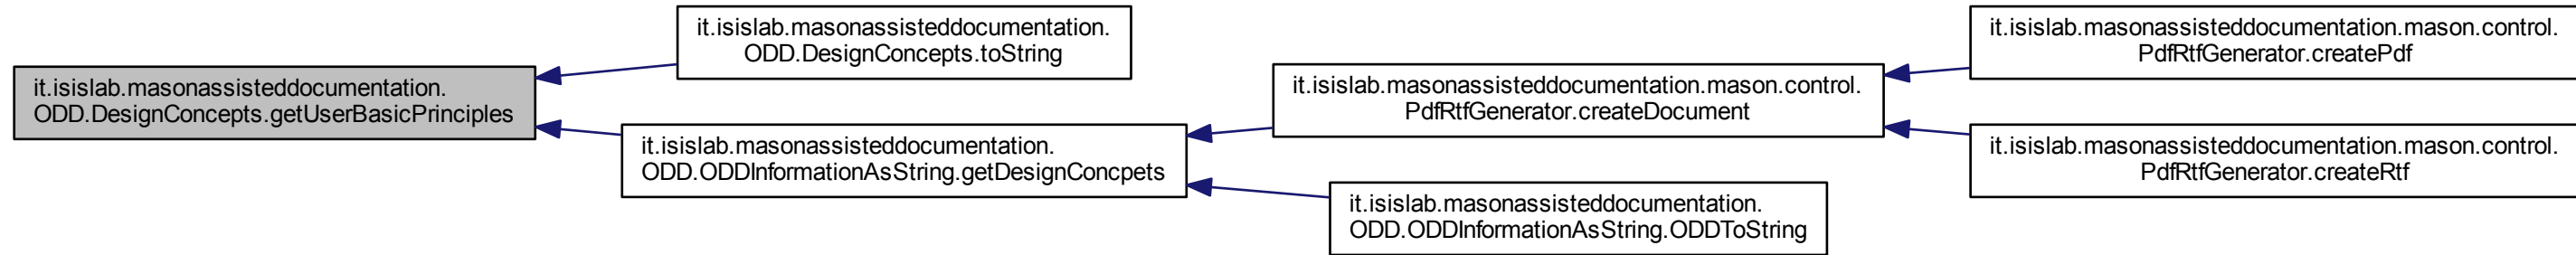 it.isislab.masonassisteddocumentation.
ODD.DesignConcepts.getUserBasicPrinciples
it.isislab.masonassisteddocumentation.
ODD.DesignConcepts.toString
it.isislab.masonassisteddocumentation.
ODD.ODDInformationAsString.getDesignConcpets
it.isislab.masonassisteddocumentation.mason.control.
PdfRtfGenerator.createDocument
it.isislab.masonassisteddocumentation.
ODD.ODDInformationAsString.ODDToString
it.isislab.masonassisteddocumentation.mason.control.
PdfRtfGenerator.createPdf
it.isislab.masonassisteddocumentation.mason.control.
PdfRtfGenerator.createRtf